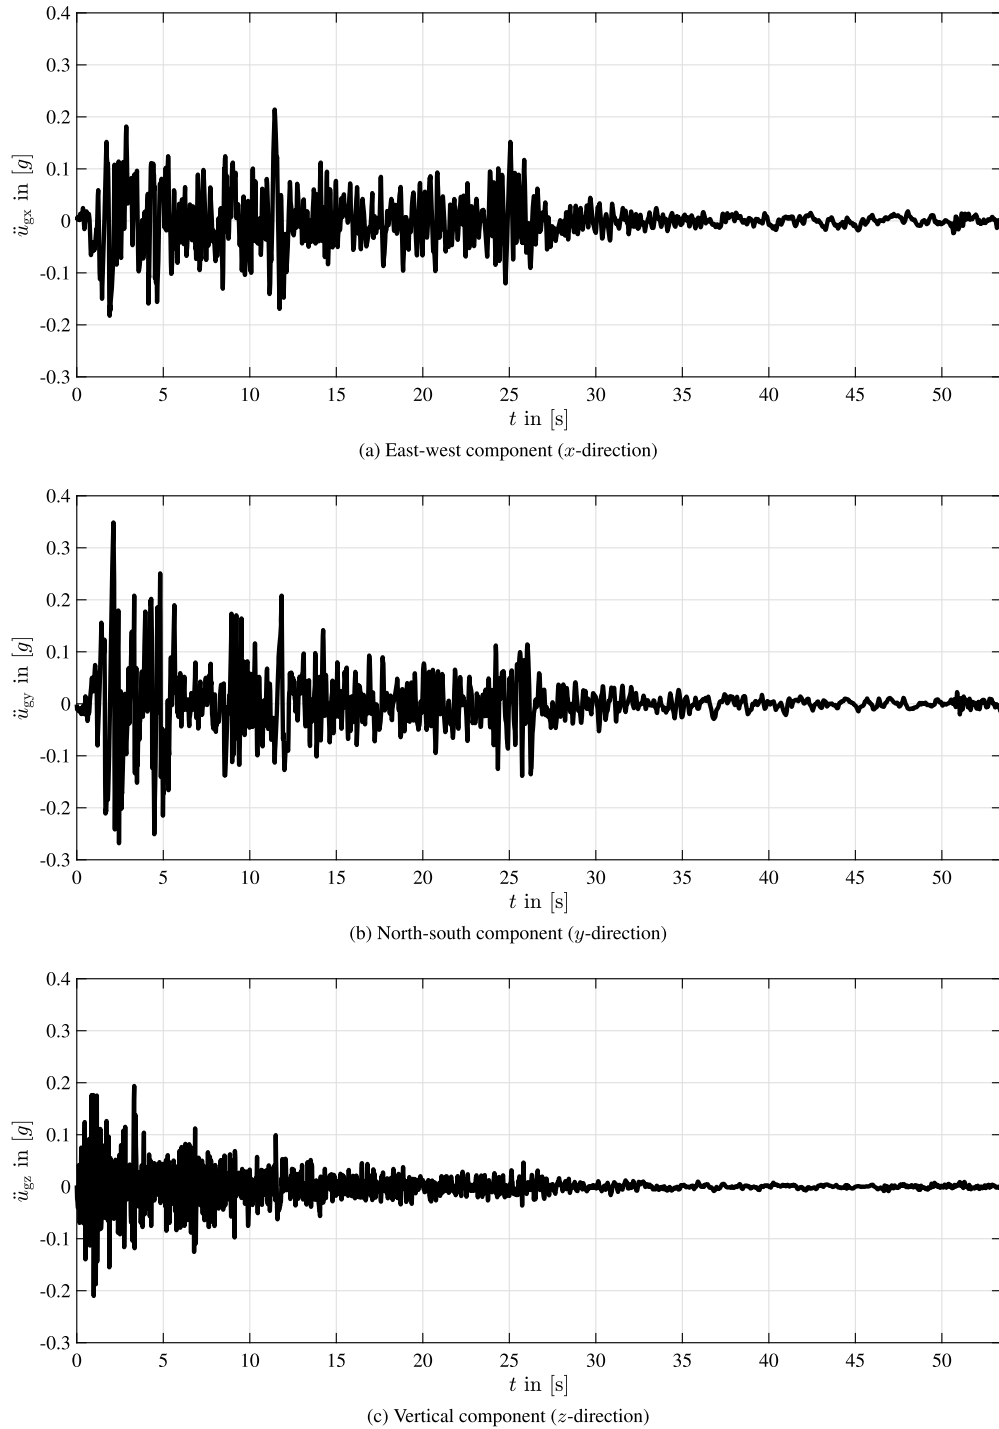 0.4
0.3
0.2
0.1
0
-0.1
-0.2
-0.3
ügx in [g]
0 5 10 15 20 25 30 35 40 45 50
t in [s]
(a) East-west component (x-direction)
0.4
0.3
0.2
0.1
0
-0.1
-0.2
-0.3
ügy in [g]
0 5 10 15 20 25 30 35 40 45 50
t in [s]
(b) North-south component (y-direction)
0.4
0.3
0.2
0.1
0
-0.1
-0.2
-0.3
ügz in [g]
0 5 10 15 20 25 30 35 40 45 50
t in [s]
(c) Vertical component (z-direction)